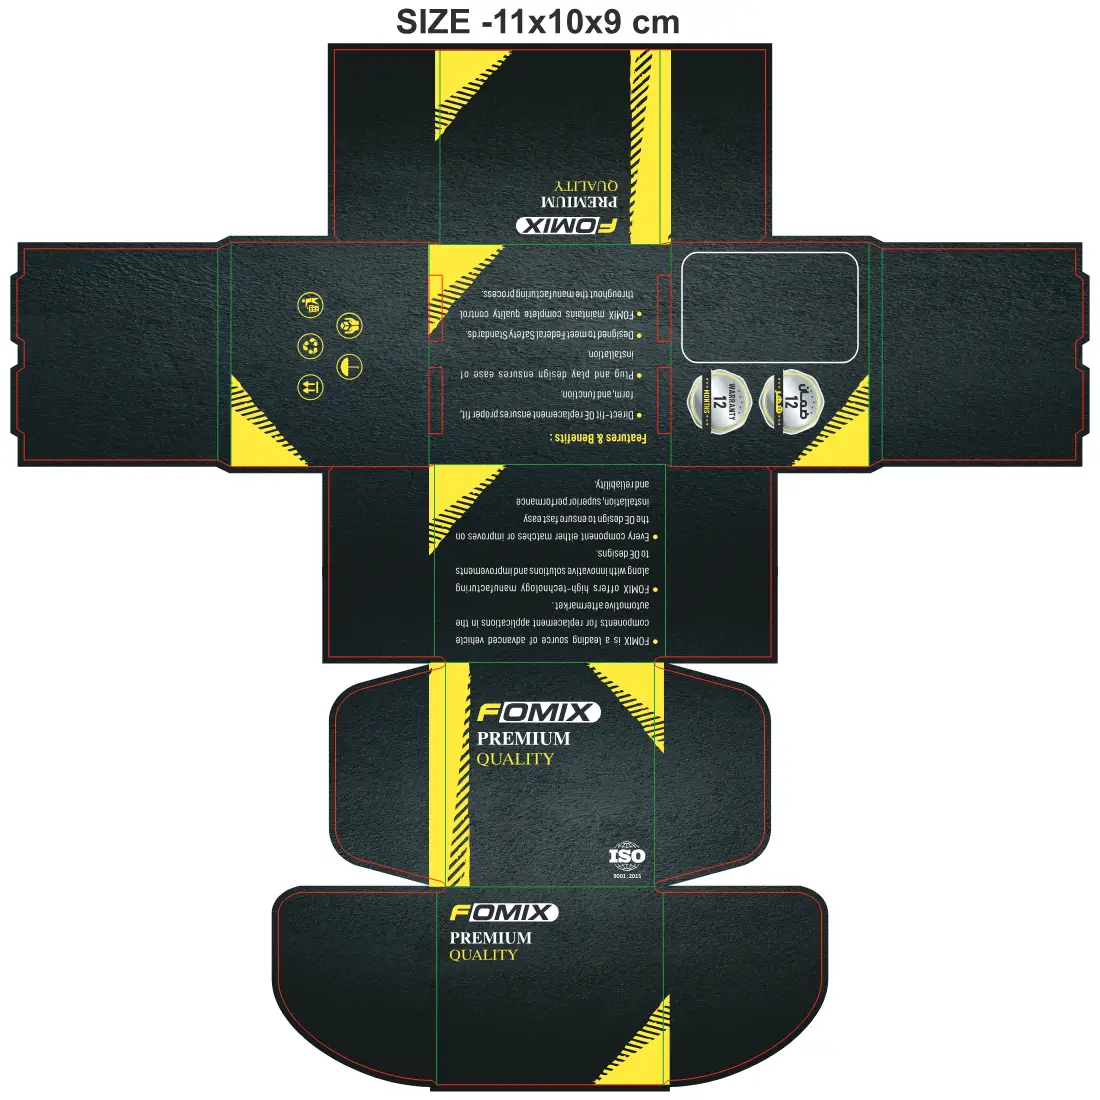 SIZE -11x10x9 cm
FOMIX
PREMIUM
QUALITY
Features & Benefits :
Direct-fit OE replacement ensures proper fit,
form, and function.
Plug and play design ensures ease of
installation.
Designed to meet Federal Safety Standards.
FOMIX maintains complete quality control
throughout the manufacturing process.
12
WARRANTY
MONTHS
ضمان
12
شهر
FOMIX is a leading source of advanced vehicle
components for replacement applications in the
automotive aftermarket.
FOMIX offers high-technology manufacturing
along with innovative solutions and improvements
to OE designs.
Every component either matches or improves on
the OE design to ensure fast easy
installation, superior performance
and reliability.
FOMIX
PREMIUM
QUALITY
ISO
9001:2015
FOMIX
PREMIUM
QUALITY